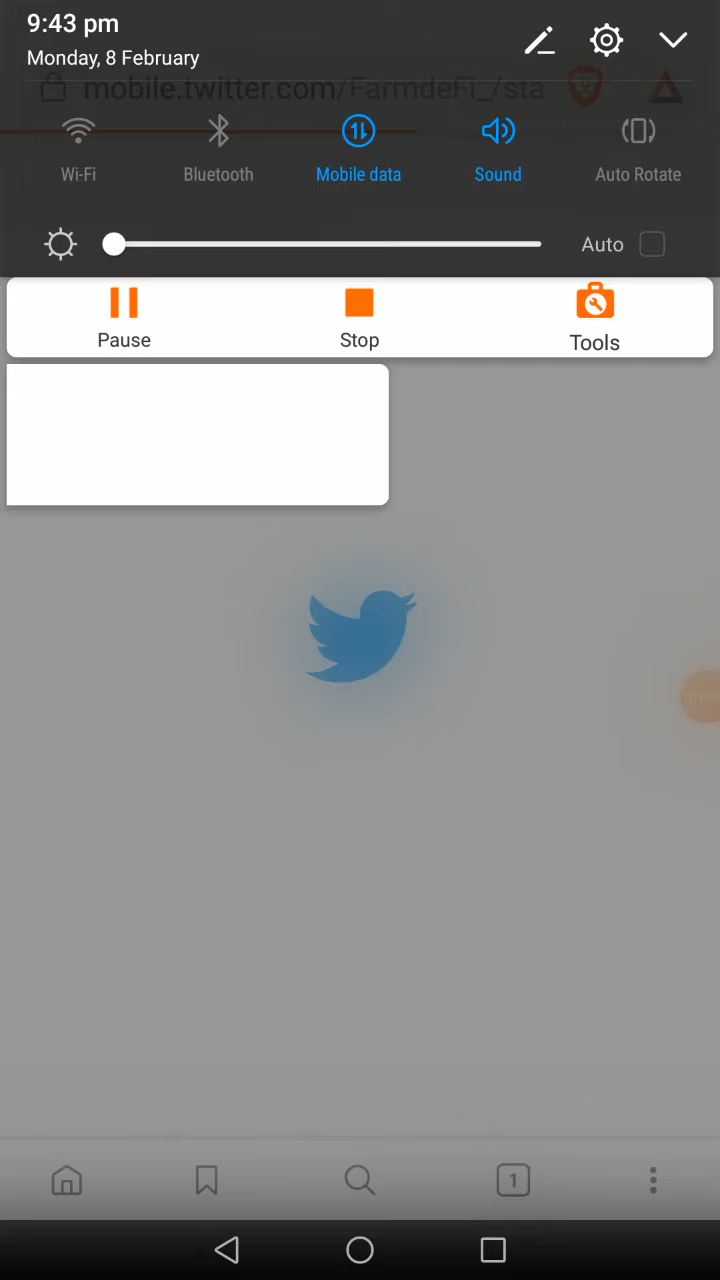 9:43 pm
Monday, 8 February
mobile.twitter.com/FarmdeFi_/sta
Wi-Fi
Bluetooth
Mobile data
Sound
Auto Rotate
Auto
Pause
Stop
Tools
1